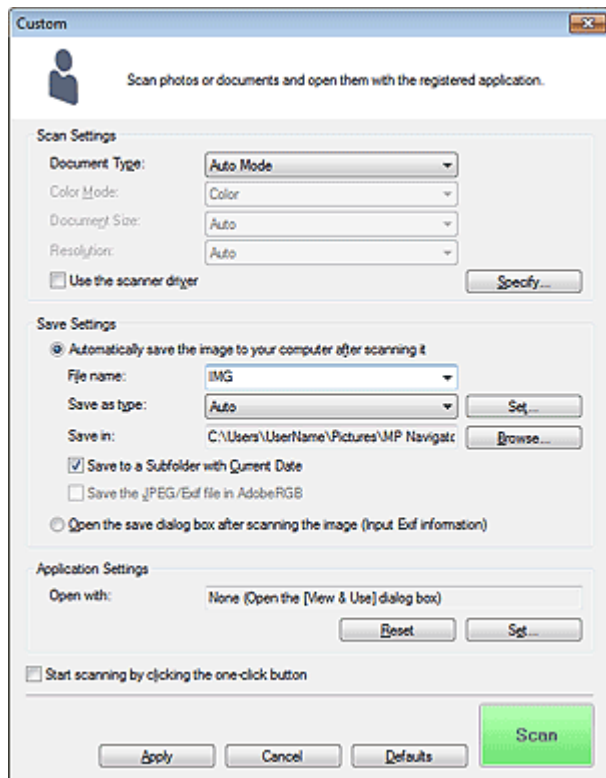 Custom
Scan photos or documents and open them with the registered application.
Scan Settings
Document Type: Auto Mode
Color Mode: Color
Document Size: Auto
Resolution: Auto
Use the scanner driver Specify...
Save Settings
Automatically save the image to your computer after scanning it
File name: IMG
Save as type: Auto Set...
Save in: C:\Users\UserName\Pictures\MP Navigatc Browse...
Save to a Subfolder with Current Date
Save the JPEG/Exif file in AdobeRGB
Open the save dialog box after scanning the image (Input Exif information)
Application Settings
Open with: None (Open the [View & Use] dialog box)
Reset Set...
Start scanning by clicking the one-click button
Scan
Apply Cancel Defaults